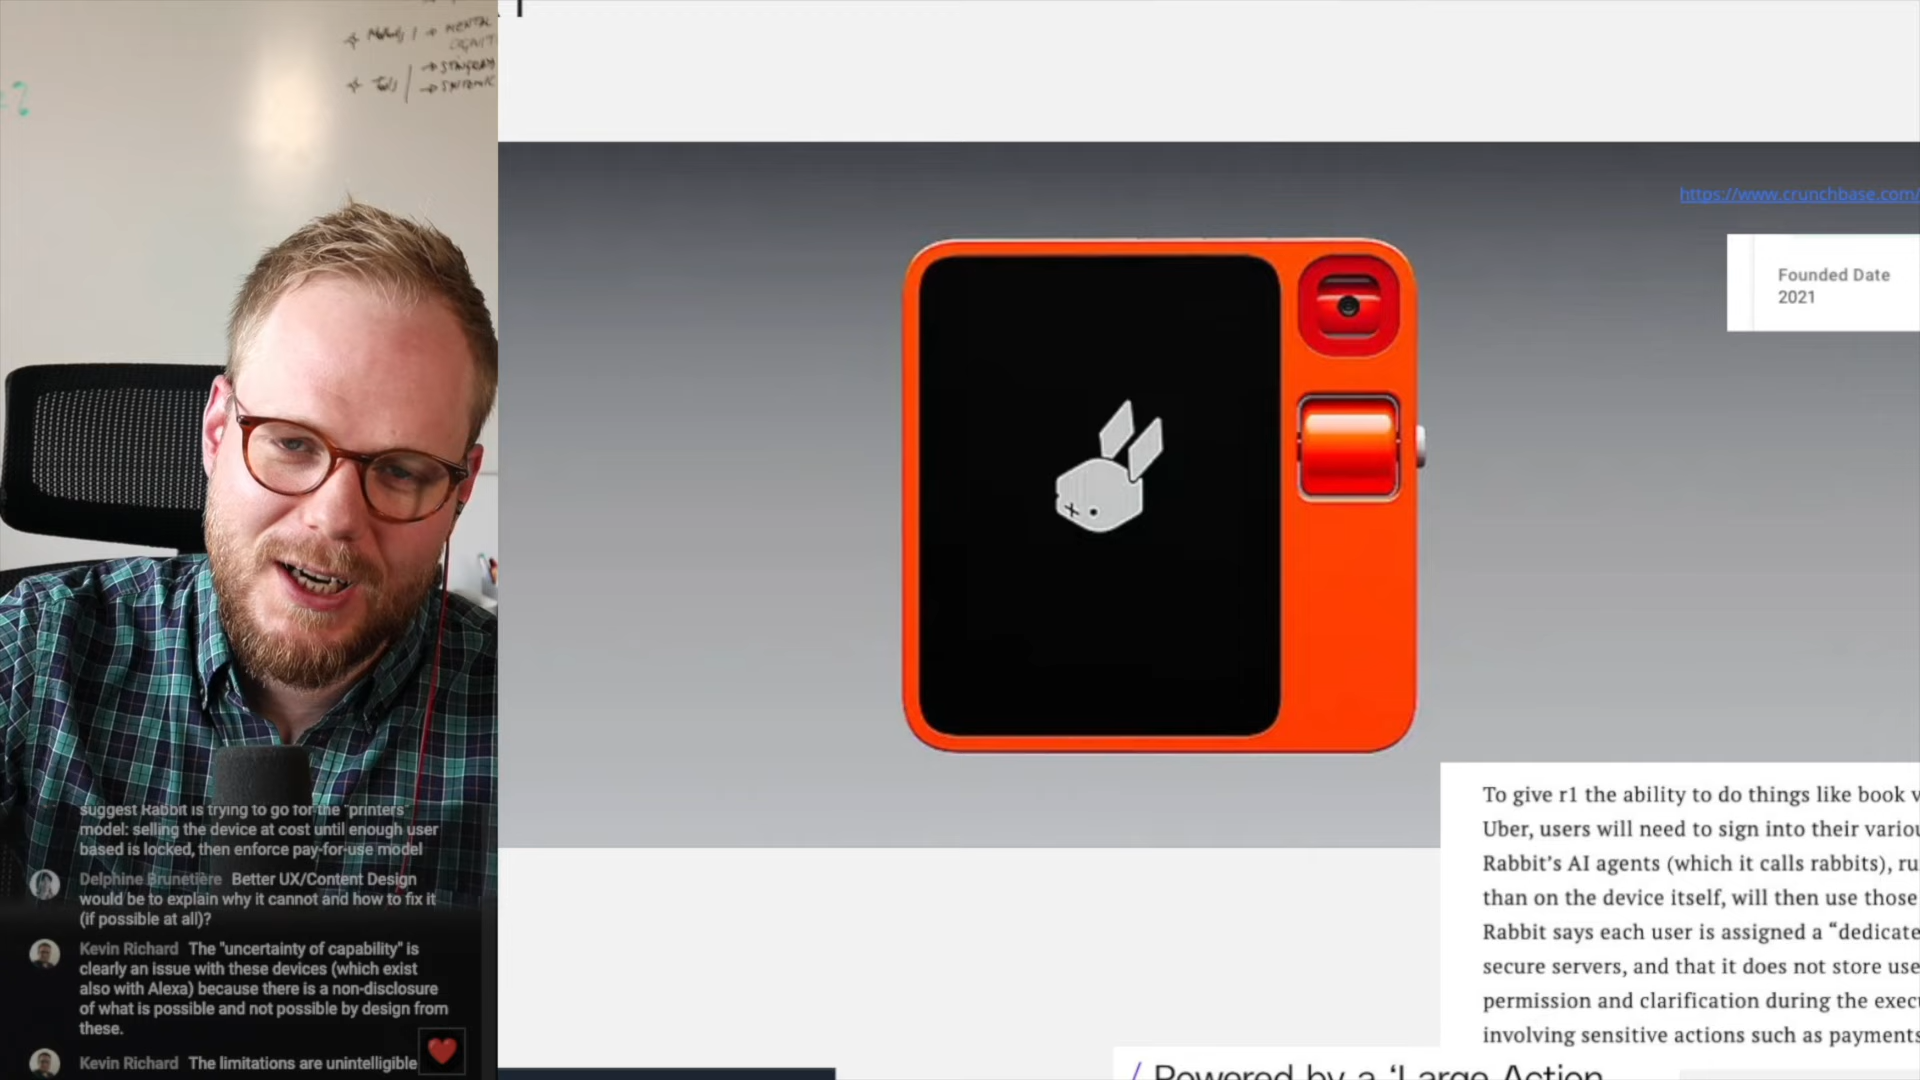 Methods | → MENTAL
Tools | →
https://www.crunchbase.com/
Founded Date
2021
suggest Rabbit is trying to go for the "printers"
model: selling the device at cost until enough user
based is locked, then enforce pay-for-use model
Delphine Brunetière Better UX/Content Design
would be to explain why it cannot and how to fix it
(if possible at all)?
Kevin Richard The "uncertainty of capability" is
clearly an issue with these devices (which exist
also with Alexa) because there is a non-disclosure
of what is possible and not possible by design from
these.
Kevin Richard The limitations are unintelligible
To give r1 the ability to do things like book v
Uber, users will need to sign into their variou
Rabbit's AI agents (which it calls rabbits), ru
than on the device itself, will then use those
Rabbit says each user is assigned a "dedicate
secure servers, and that it does not store use
permission and clarification during the exec
involving sensitive actions such as payments
/ Powered by a 'Large Action